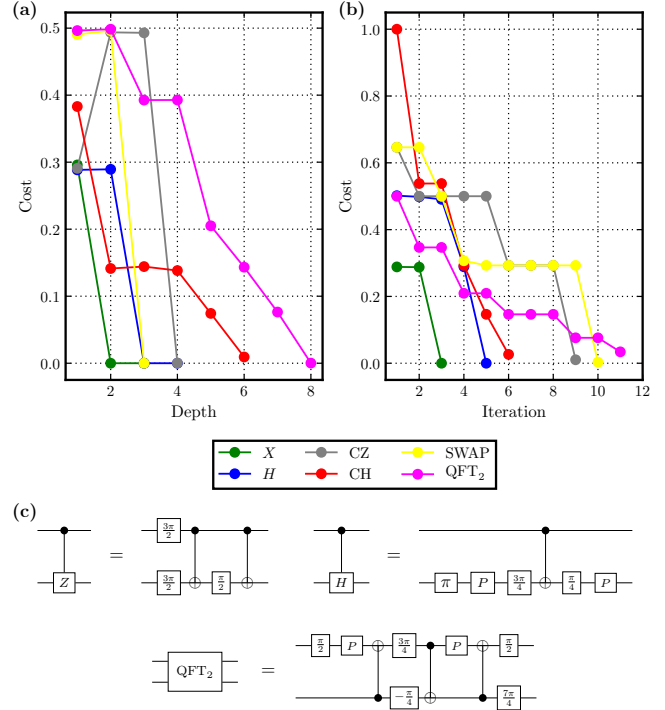 (a)
0.5
0.4
0.3
0.2
0.1
0.0
Cost
2 4 6 8
Depth
(b)
1.0
0.8
0.6
0.4
0.2
0.0
Cost
2 4 6 8 10 12
Iteration
X CZ SWAP
H CH QFT₂
(c)
Z = 3π/2 3π/2 π/2
H = π P 3π/4 π/4 P
QFT₂ = π/2 P 3π/4 P π/2
−π/4 7π/4